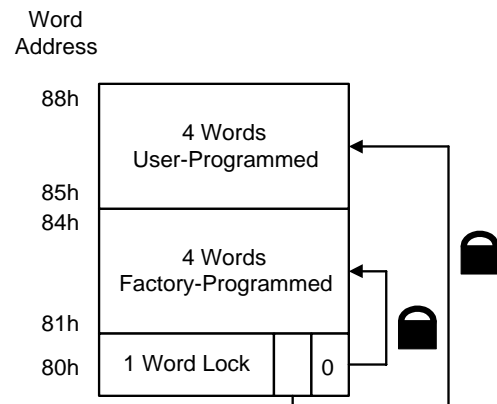 Word
Address
88h
4 Words
User-Programmed
85h
84h
4 Words
Factory-Programmed
81h
80h
1 Word Lock
0